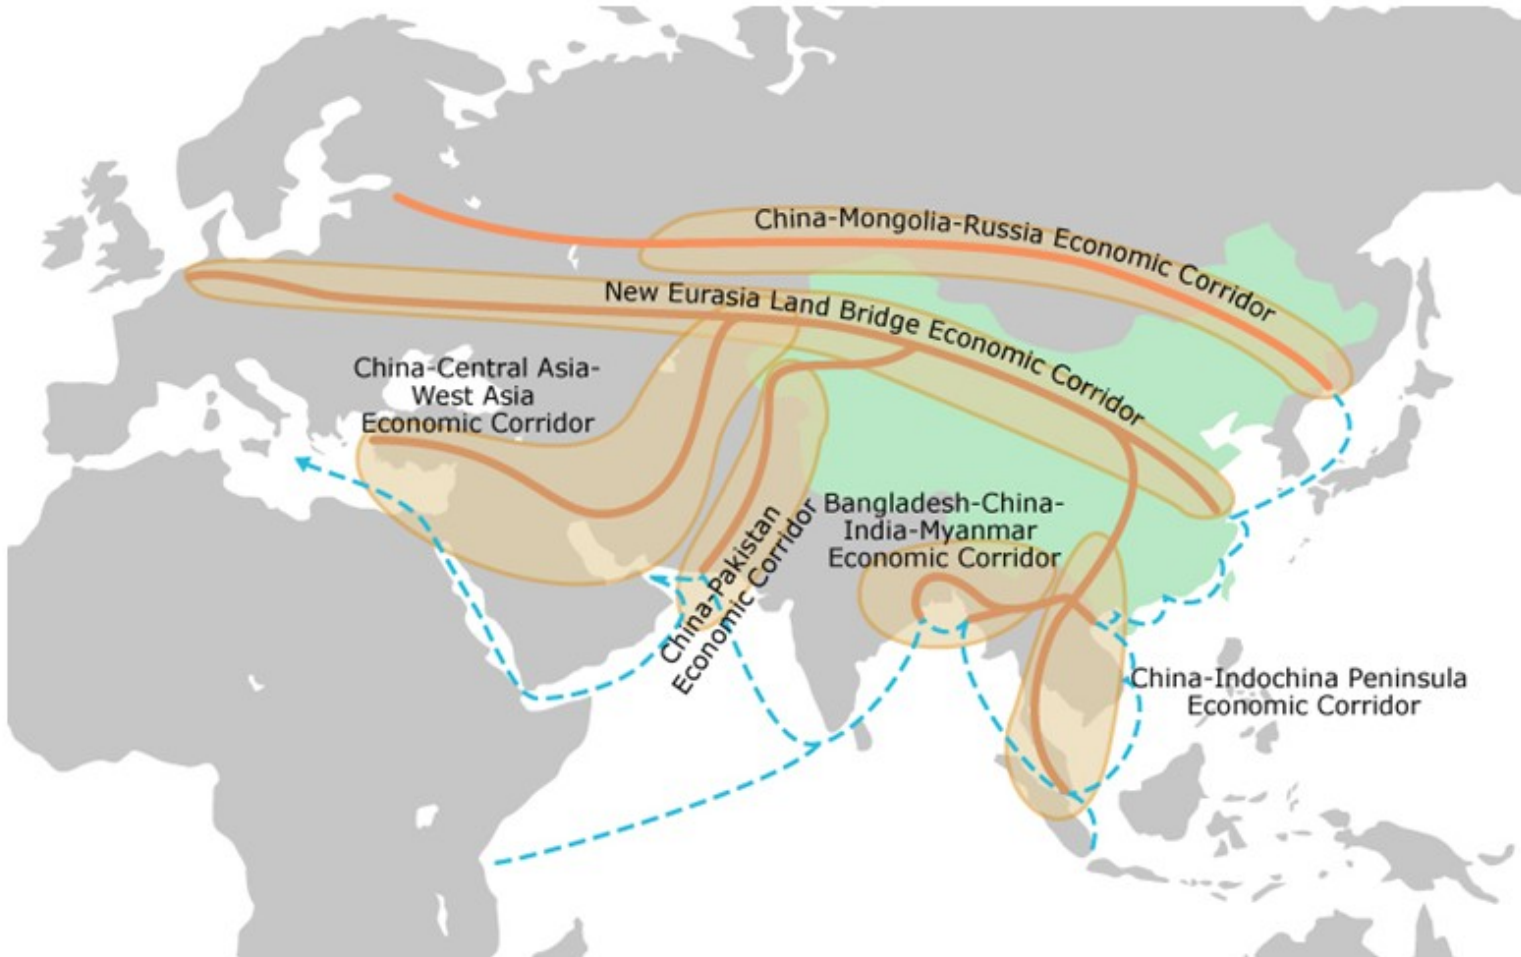 China-Mongolia-Russia Economic Corridor
New Eurasia Land Bridge Economic Corridor
China-Central Asia-
West Asia
Economic Corridor
China-Pakistan
Economic Corridor
Bangladesh-China-
India-Myanmar
Economic Corridor
China-Indochina Peninsula
Economic Corridor